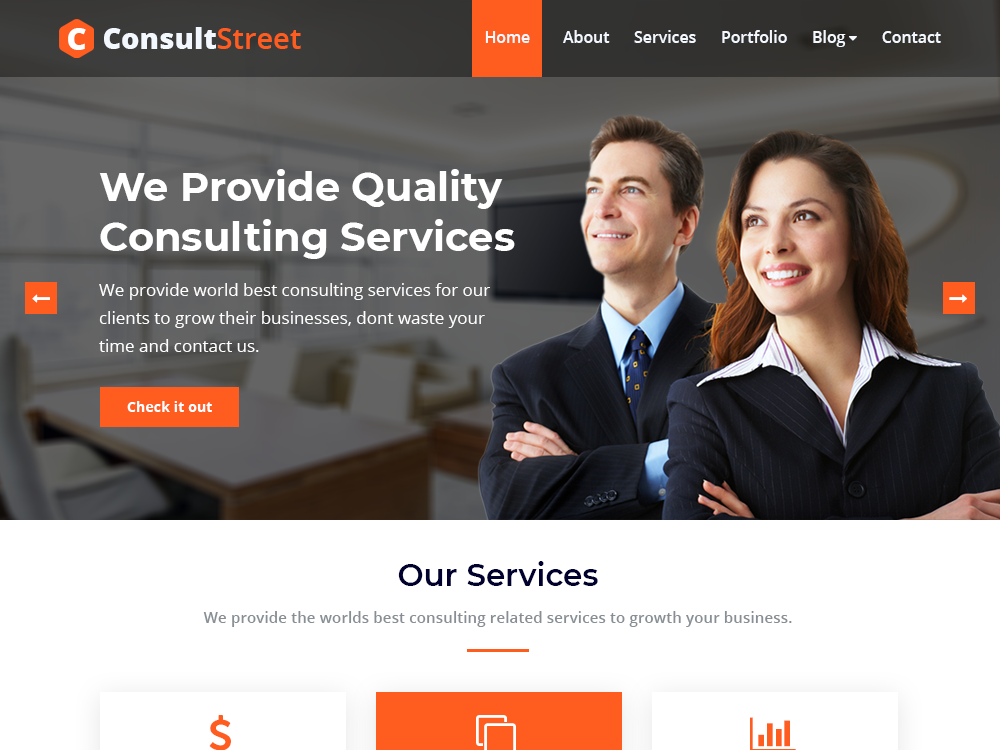 C ConsultStreet
Home About Services Portfolio Blog Contact
We Provide Quality
Consulting Services
We provide world best consulting services for our
clients to grow their businesses, dont waste your
time and contact us.
Check it out
Our Services
We provide the worlds best consulting related services to growth your business.
$